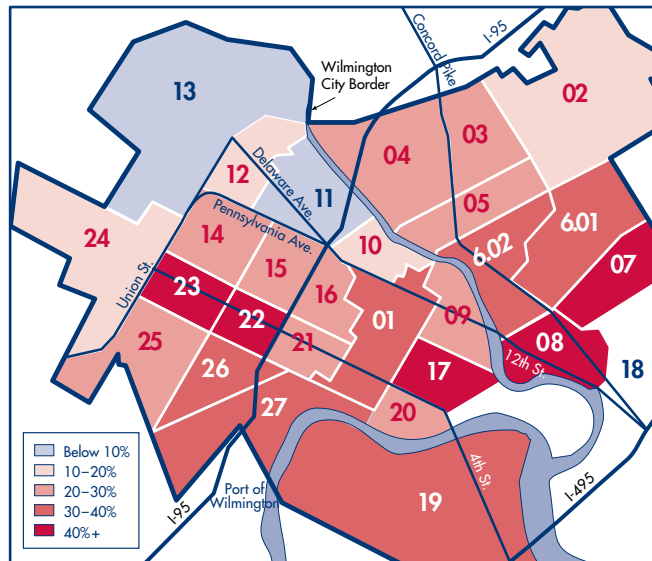 I-95
Concord Pike
Wilmington
City Border
02
13
03
04
12
Delaware Ave.
11
05
Pennsylvania Ave.
6.01
24
14
10
6.02
07
15
Union St.
23
16
22
01
09
08
25
21
12th St.
18
26
17
27
20
Below 10%
10–20%
20–30%
30–40%
40%+
4th St.
I-495
Port of
Wilmington
19
I-95